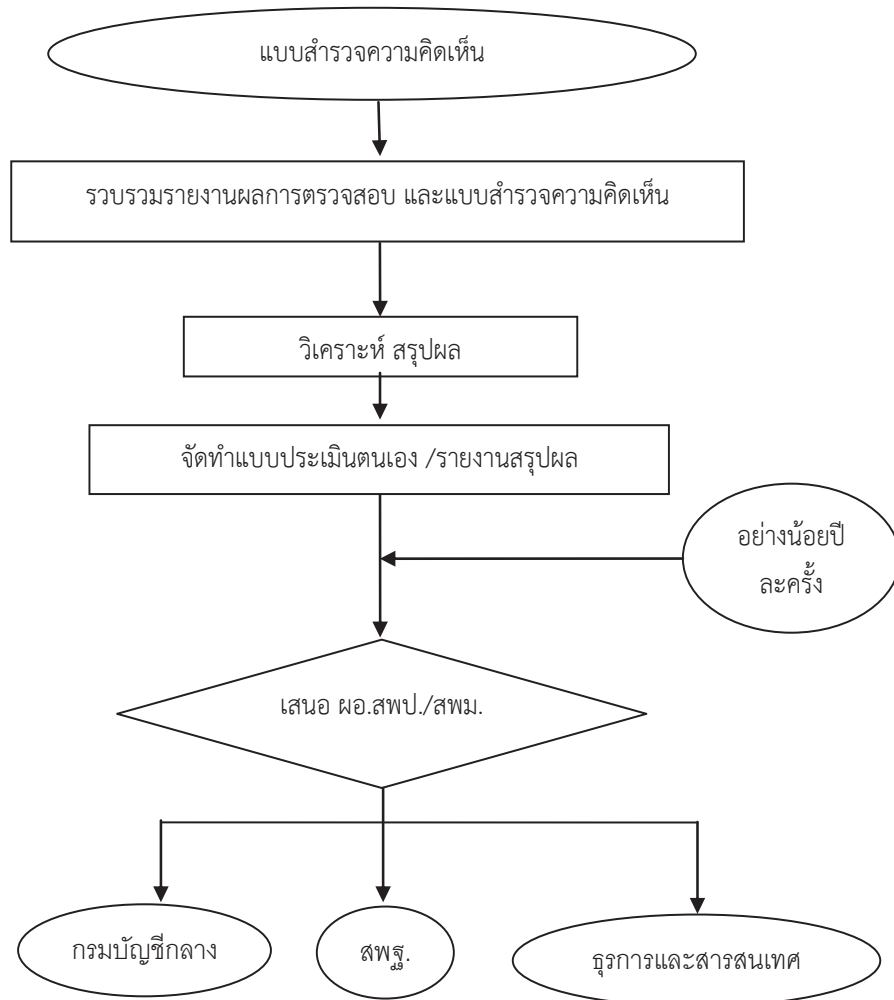 แบบสำรวจความคิดเห็น
รวบรวมรายงานผลการตรวจสอบ และแบบสำรวจความคิดเห็น
วิเคราะห์ สรุปผล
จัดทำแบบประเมินตนเอง /รายงานสรุปผล
อย่างน้อยปี
ละครั้ง
เสนอ ผอ.สพป./สพม.
กรมบัญชีกลาง
สพฐ.
ธุรการและสารสนเทศ